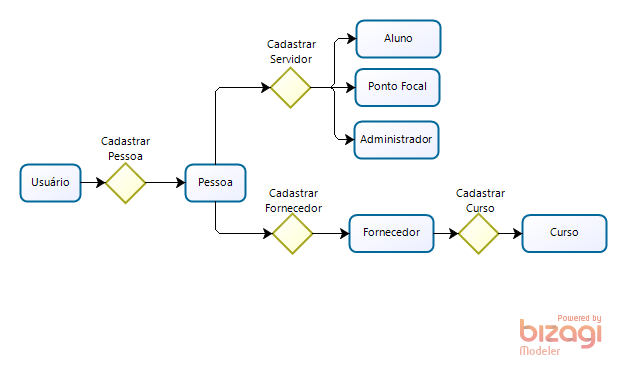 Cadastrar
Servidor
Aluno
Ponto Focal
Administrador
Cadastrar
Pessoa
Usuário
Pessoa
Cadastrar
Fornecedor
Fornecedor
Cadastrar
Curso
Curso
Powered by
bizagi
Modeler